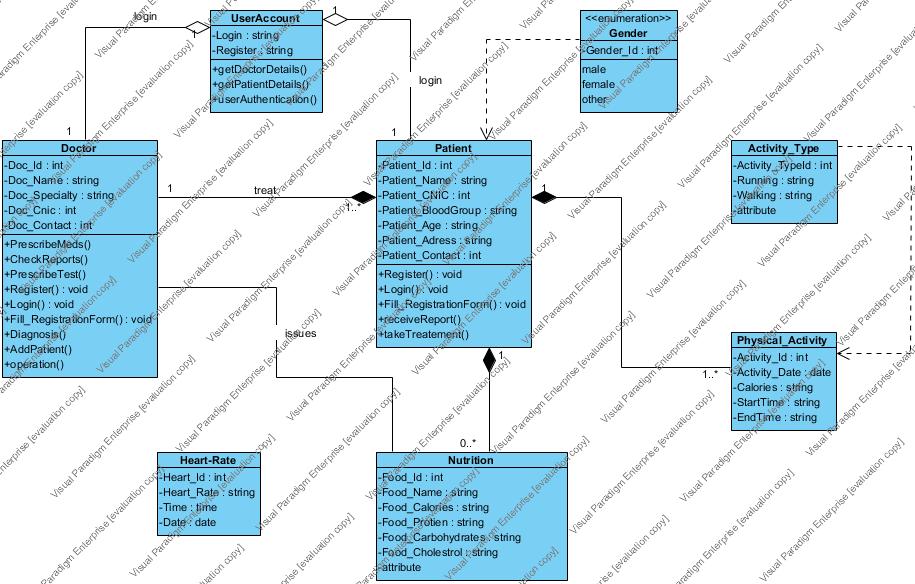 UserAccount
-Login : string
-Register : string
+getDoctorDetails()
+getPatientDetails()
+userAuthentication()
<<enumeration>>
Gender
-Gender_Id : int
male
female
other
login
1
1
login
1
1
Doctor
-Doc_Id : int
-Doc_Name : string
-Doc_Specialty : string
-Doc_Cnic : int
-Doc_Contact : int
+PrescribeMeds()
+CheckReports()
+PrescribeTest()
+Register() : void
+Login() : void
+Fill_RegistrationForm() : void
+Diagnosis()
+AddPatient()
+operation()
1
treat
1..*
issues
Patient
-Patient_Id : int
-Patient_Name : string
-Patient_CNIC : int
-Patient_BloodGroup : string
-Patient_Age : string
-Patient_Adress : string
-Patient_Contact : int
+Register() : void
+Login() : void
+Fill_RegistrationForm() : void
+receiveReport()
+takeTreatement()
1
1..*
1
0..*
Activity_Type
-Activity_TypeId : int
-Running : string
-Walking : string
-attribute
Physical_Activity
-Activity_Id : int
-Activity_Date : date
-Calories : string
-StartTime : string
-EndTime : string
Heart-Rate
-Heart_Id : int
-Heart_Rate : string
-Time : time
-Date : date
Nutrition
-Food_Id : int
-Food_Name : string
-Food_Calories : string
-Food_Protien : string
-Food_Carbohydrates : string
-Food_Cholestrol : string
-attribute
Visual Paradigm Enterprise [evaluation copy]